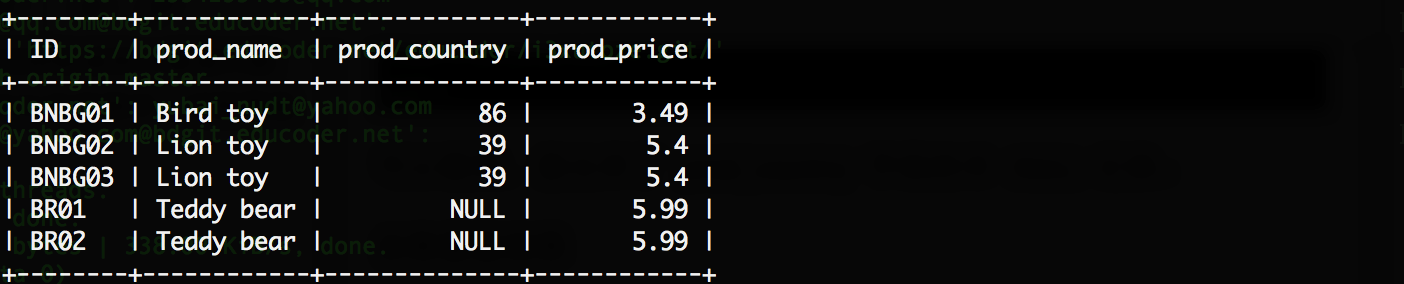 +--------+------------+--------------+------------+
| ID     | prod_name  | prod_country | prod_price |
+--------+------------+--------------+------------+
| BNBG01 | Bird toy   |           86 |       3.49 |
| BNBG02 | Lion toy   |           39 |        5.4 |
| BNBG03 | Lion toy   |           39 |        5.4 |
| BR01   | Teddy bear |         NULL |       5.99 |
| BR02   | Teddy bear |         NULL |       5.99 |
+--------+------------+--------------+------------+